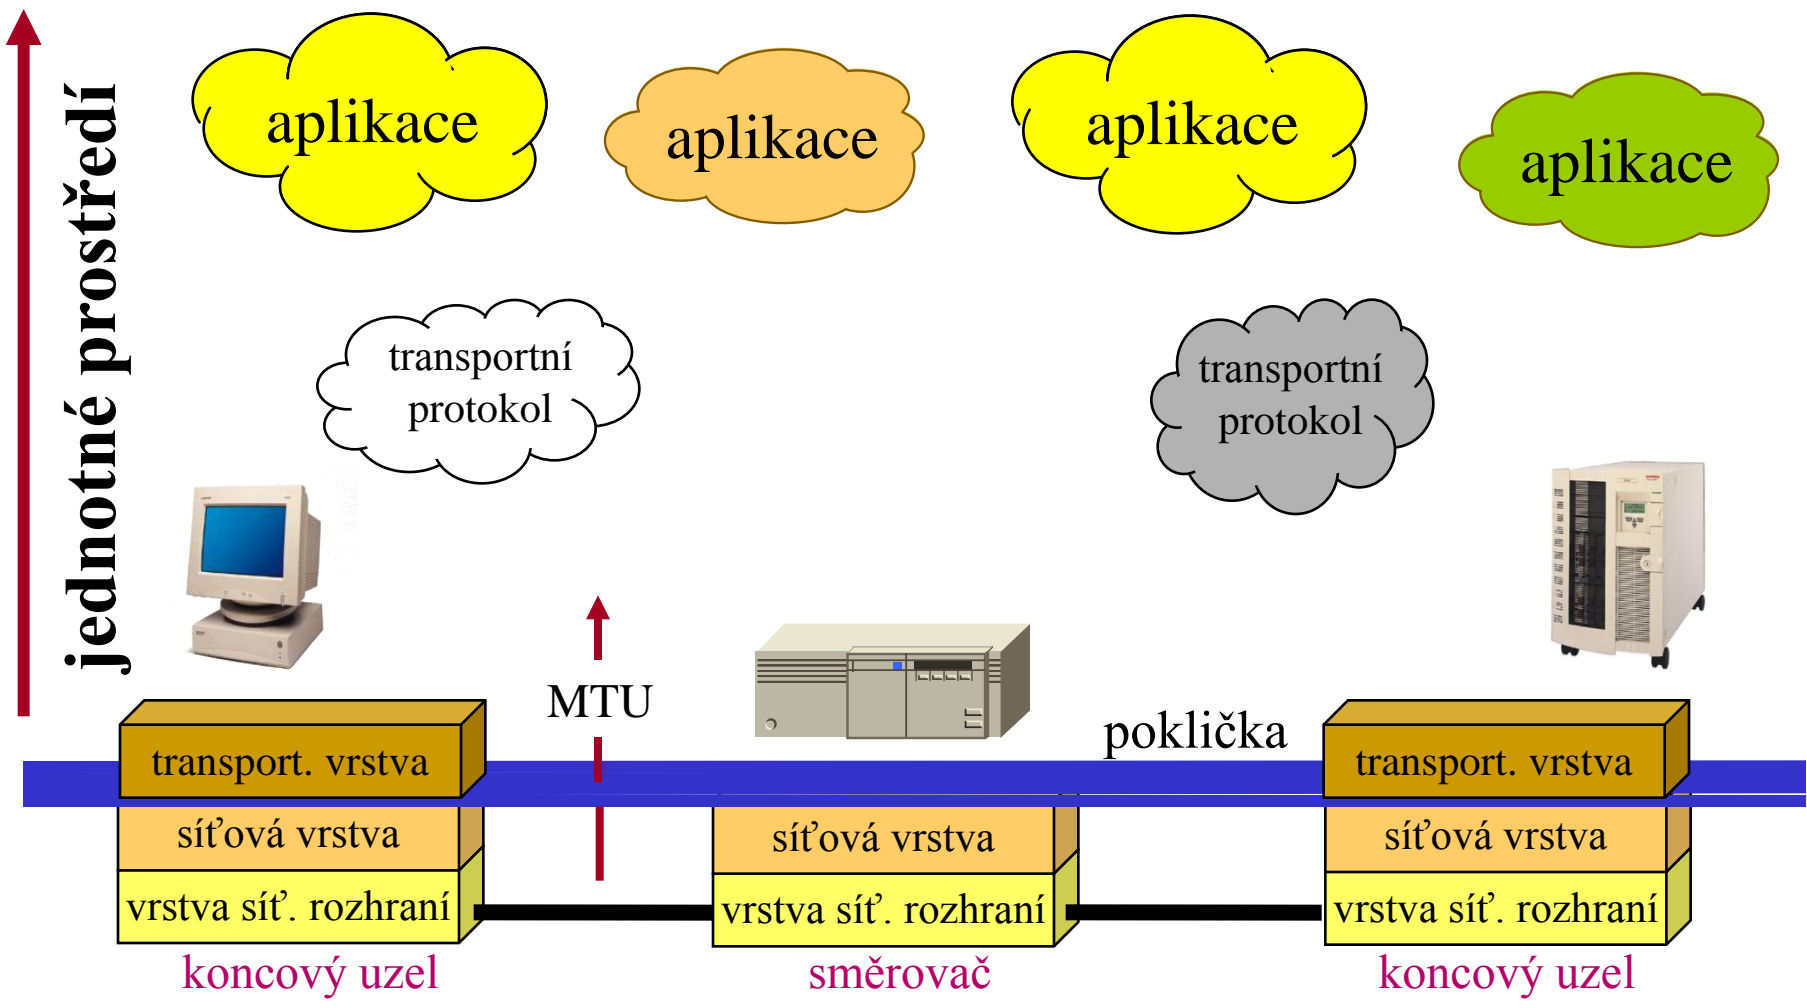 jednotné prostředí
aplikace
aplikace
aplikace
aplikace
transportní
protokol
transportní
protokol
MTU
poklička
transport. vrstva
transport. vrstva
síťová vrstva
síťová vrstva
síťová vrstva
vrstva síť. rozhraní
vrstva síť. rozhraní
vrstva síť. rozhraní
koncový uzel
směrovač
koncový uzel